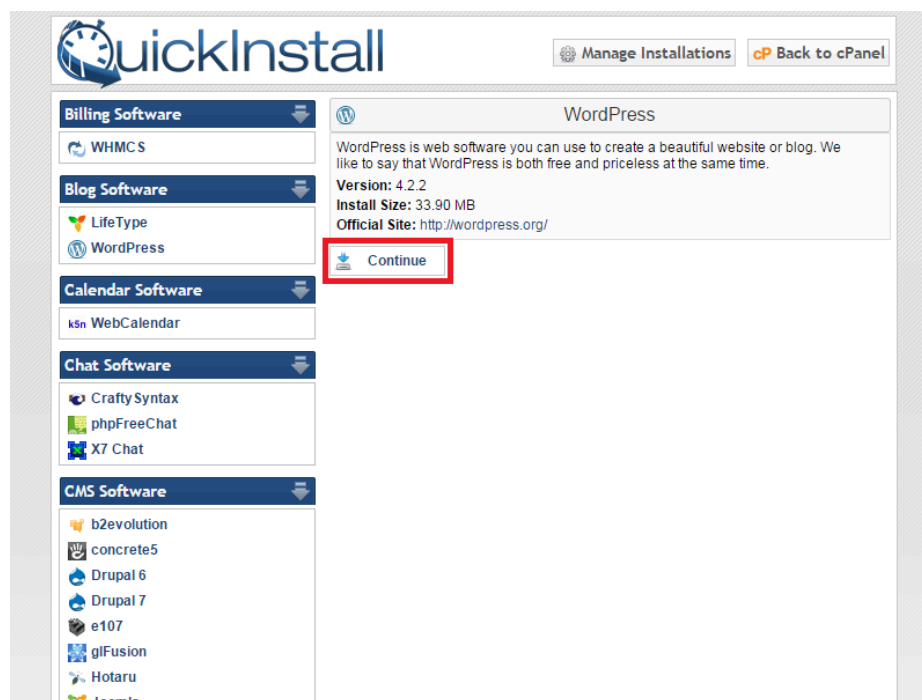 QuickInstall
Manage Installations
cP Back to cPanel
Billing Software
WHMCS
Blog Software
LifeType
WordPress
Calendar Software
k5n WebCalendar
Chat Software
CraftySyntax
phpFreeChat
X7 Chat
CMS Software
b2evolution
concrete5
Drupal 6
Drupal 7
e107
glFusion
Hotaru
WordPress
WordPress is web software you can use to create a beautiful website or blog. We
like to say that WordPress is both free and priceless at the same time.
Version: 4.2.2
Install Size: 33.90 MB
Official Site: http://wordpress.org/
Continue